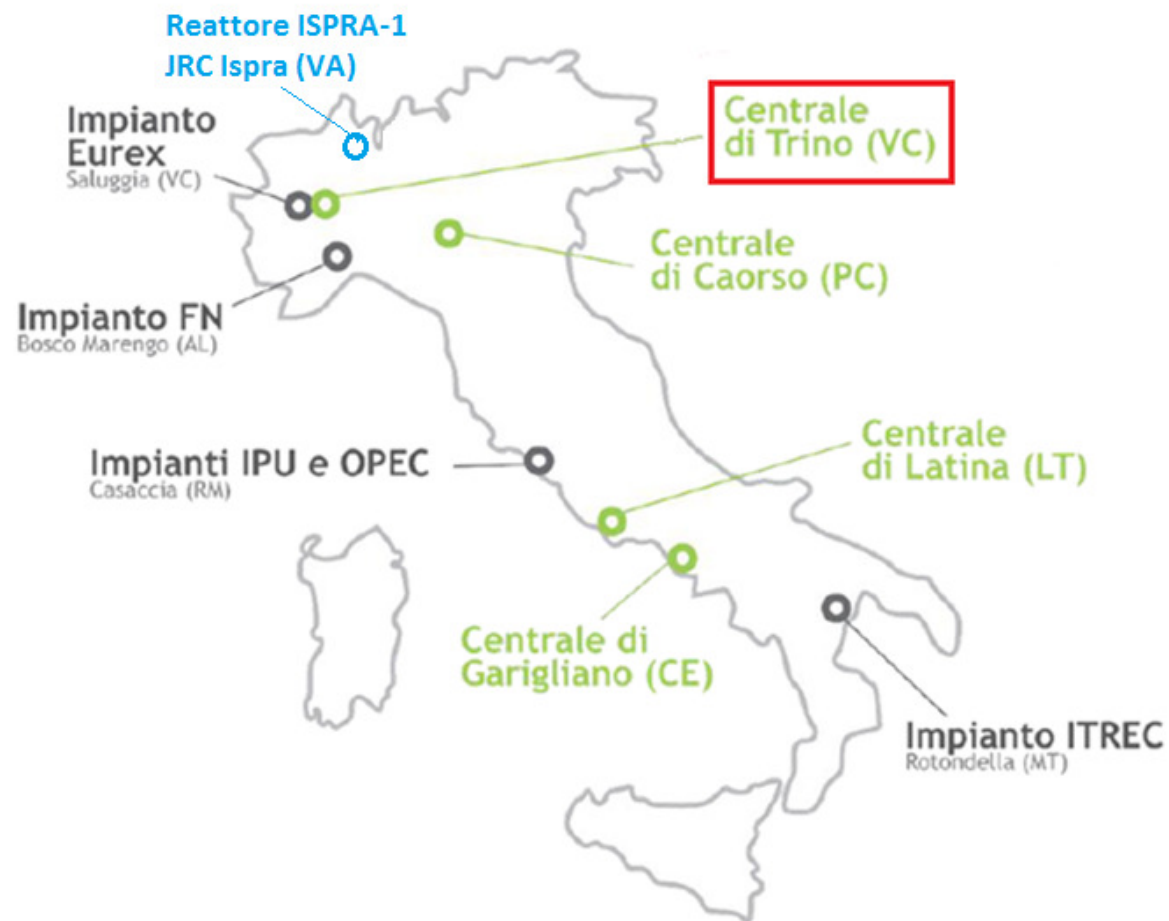 Reattore ISPRA-1
JRC Ispra (VA)
Impianto
Eurex
Saluggia (VC)
Centrale
di Trino (VC)
Centrale
di Caorso (PC)
Impianto FN
Bosco Marengo (AL)
Impianti IPU e OPEC
Casaccia (RM)
Centrale
di Latina (LT)
Centrale di
Garigliano (CE)
Impianto ITREC
Rotondella (MT)